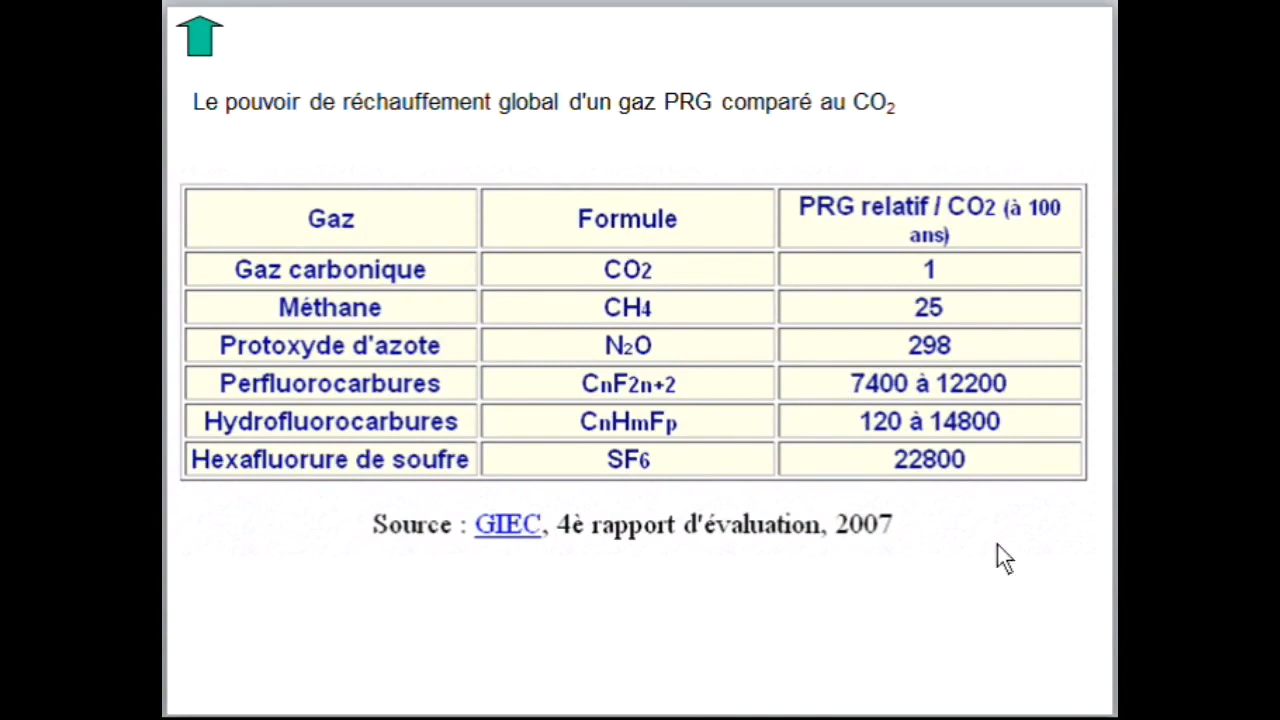 Le pouvoir de réchauffement global d'un gaz PRG comparé au CO2
Gaz Formule PRG relatif / CO2 (à 100 ans)
Gaz carbonique CO2 1
Méthane CH4 25
Protoxyde d'azote N2O 298
Perfluorocarbures CnF2n+2 7400 à 12200
Hydrofluorocarbures CnHmFp 120 à 14800
Hexafluorure de soufre SF6 22800
Source : GIEC, 4è rapport d'évaluation, 2007